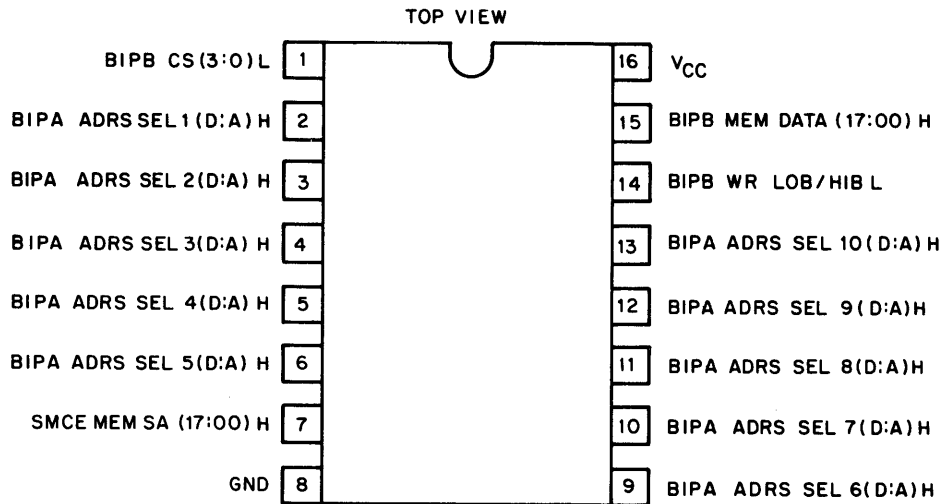 TOP VIEW
BIPB CS(3:0)L 1
BIPA ADRS SEL 1 (D:A) H 2
BIPA ADRS SEL 2(D:A) H 3
BIPA ADRS SEL 3(D:A) H 4
BIPA ADRS SEL 4(D:A) H 5
BIPA ADRS SEL 5(D:A) H 6
SMCE MEM SA (17:00) H 7
GND 8
16 VCC
15 BIPB MEM DATA (17:00) H
14 BIPB WR LOB/HIB L
13 BIPA ADRS SEL 10(D:A)H
12 BIPA ADRS SEL 9(D:A)H
11 BIPA ADRS SEL 8(D:A)H
10 BIPA ADRS SEL 7(D:A)H
9 BIPA ADRS SEL 6(D:A)H